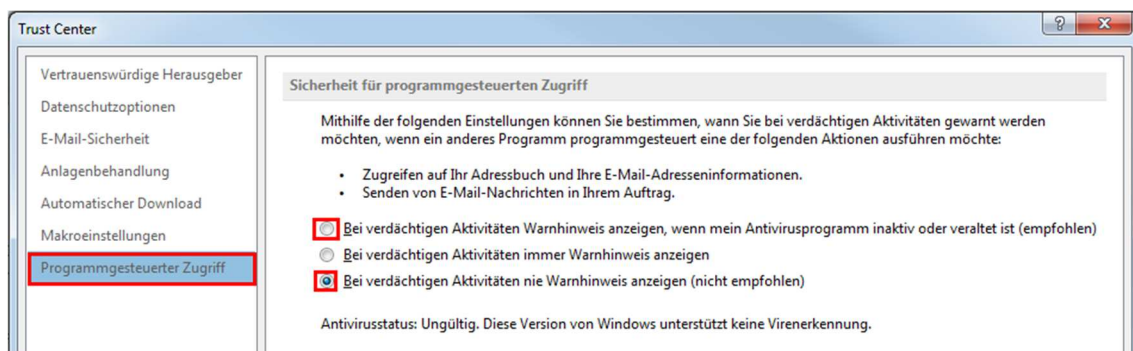 Trust Center
Vertrauenswürdige Herausgeber
Datenschutzoptionen
E-Mail-Sicherheit
Anlagenbehandlung
Automatischer Download
Makroeinstellungen
Programmgesteuerter Zugriff
Sicherheit für programmgesteuerten Zugriff
Mithilfe der folgenden Einstellungen können Sie bestimmen, wann Sie bei verdächtigen Aktivitäten gewarnt werden
möchten, wenn ein anderes Programm programmgesteuert eine der folgenden Aktionen ausführen möchte:
• Zugreifen auf Ihr Adressbuch und Ihre E-Mail-Adresseninformationen.
• Senden von E-Mail-Nachrichten in Ihrem Auftrag.
Bei verdächtigen Aktivitäten Warnhinweis anzeigen, wenn mein Antivirusprogramm inaktiv oder veraltet ist (empfohlen)
Bei verdächtigen Aktivitäten immer Warnhinweis anzeigen
Bei verdächtigen Aktivitäten nie Warnhinweis anzeigen (nicht empfohlen)
Antivirusstatus: Ungültig. Diese Version von Windows unterstützt keine Virenerkennung.